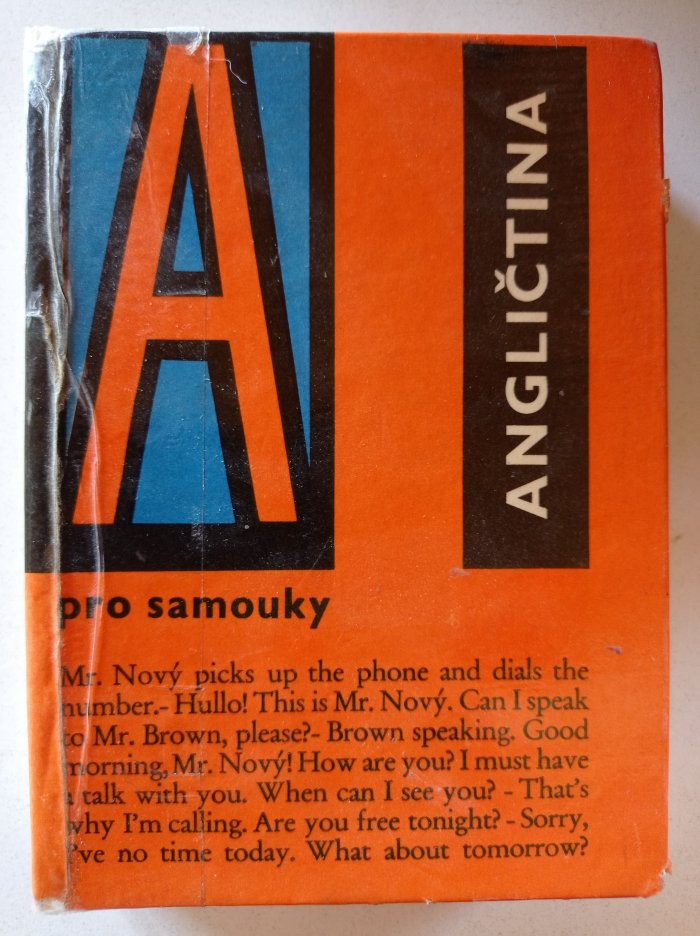 A
ANGLIČTINA
pro samouky
Mr. Nový picks up the phone and dials the
number.- Hullo! This is Mr. Nový. Can I speak
to Mr. Brown, please?- Brown speaking. Good
morning, Mr. Nový! How are you? I must have
a talk with you. When can I see you? - That's
why I'm calling. Are you free tonight? - Sorry,
I've no time today. What about tomorrow?